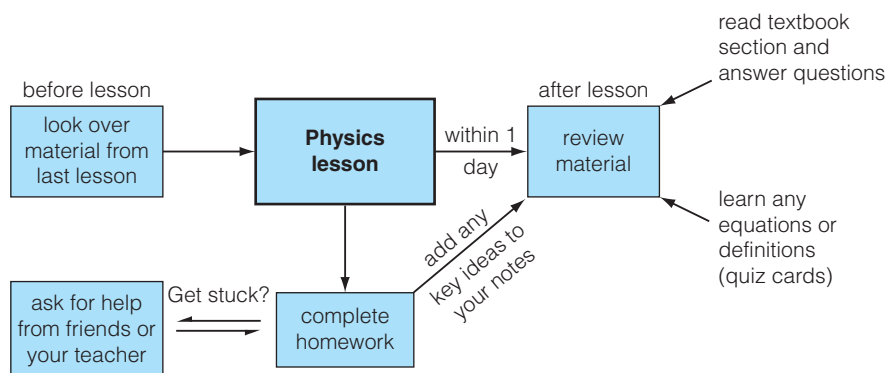 before lesson
look over
material from
last lesson
Physics
lesson
within 1
day
after lesson
review
material
read textbook
section and
answer questions
learn any
equations or
definitions
(quiz cards)
add any
key ideas to
your notes
complete
homework
Get stuck?
ask for help
from friends or
your teacher